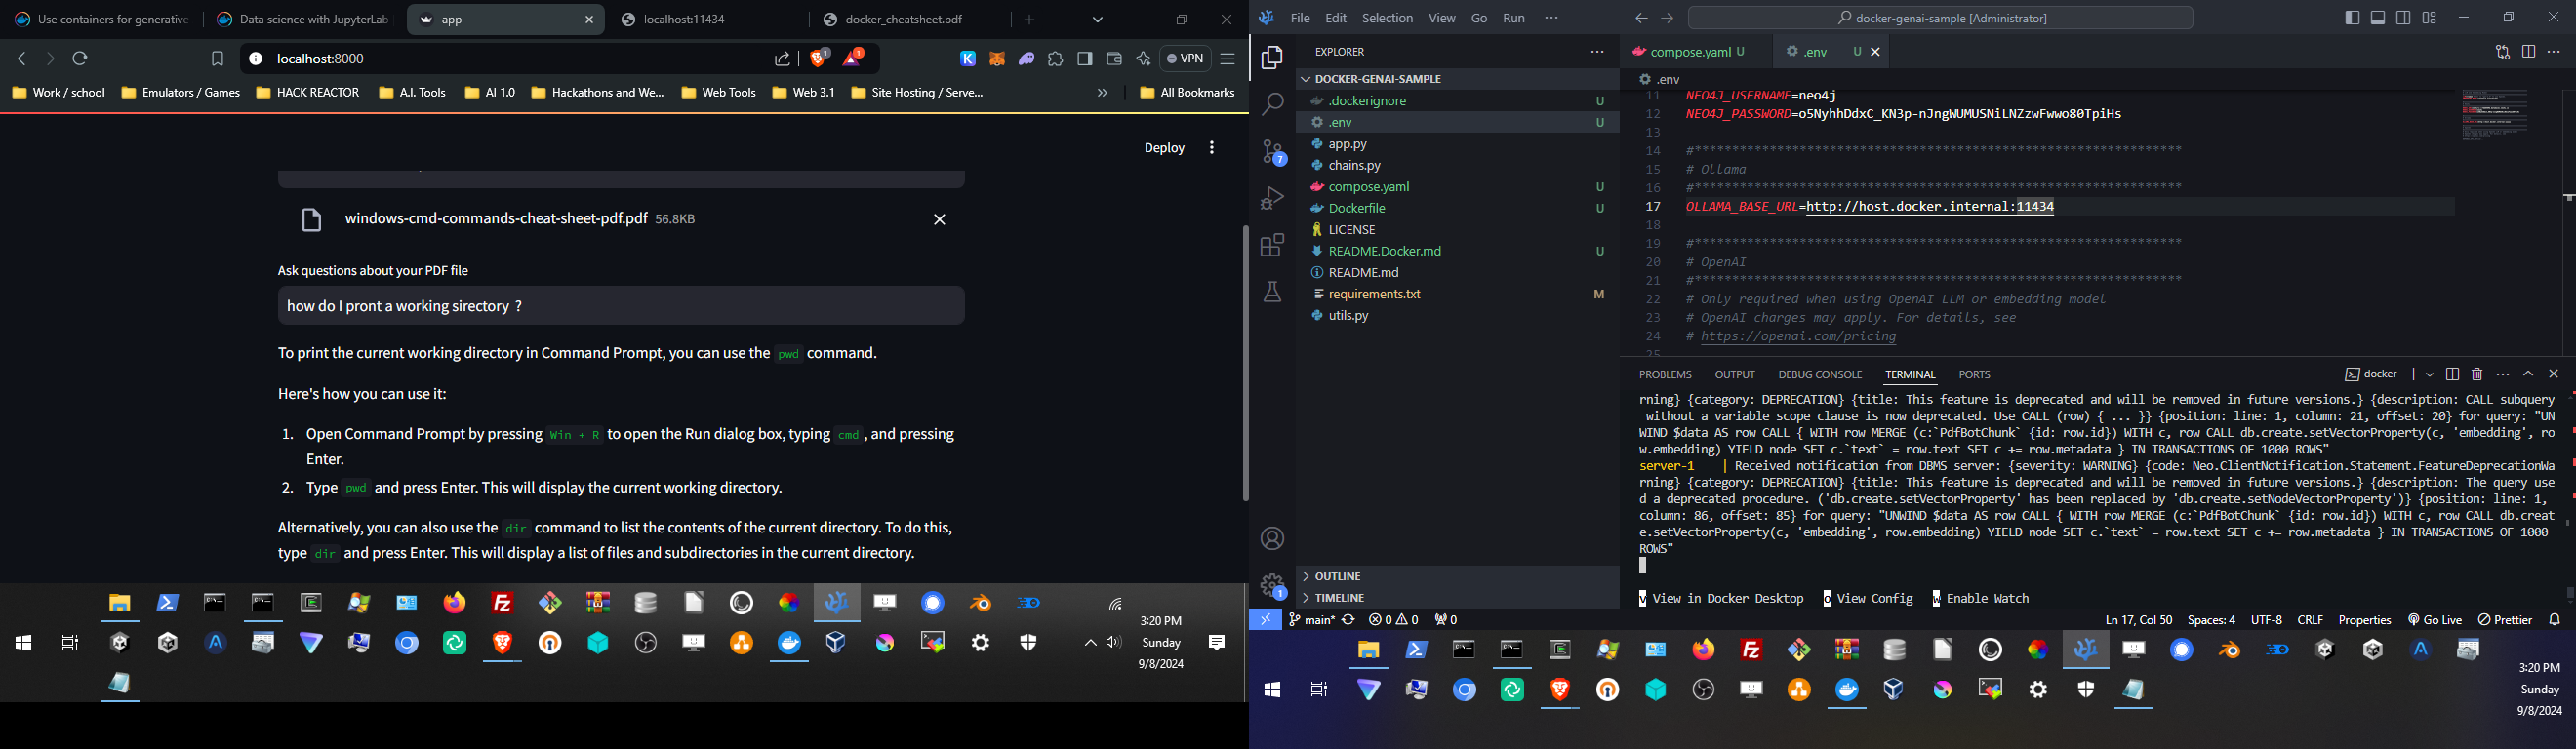 Use containers for generative
Data science with JupyterLab
app
localhost:11434
docker_cheatsheet.pdf
localhost:8000
1
1
VPN
Work / school
Emulators / Games
HACK REACTOR
A.I. Tools
AI 1.0
Hackathons and We...
Web Tools
Web 3.1
Site Hosting / Serve...
»
All Bookmarks
Deploy
windows-cmd-commands-cheat-sheet-pdf.pdf 56.8KB
Ask questions about your PDF file
how do I pront a working sirectory ?
To print the current working directory in Command Prompt, you can use the pwd command.
Here's how you can use it:
1. Open Command Prompt by pressing Win + R to open the Run dialog box, typing cmd, and pressing
Enter.
2. Type pwd and press Enter. This will display the current working directory.
Alternatively, you can also use the dir command to list the contents of the current directory. To do this,
type dir and press Enter. This will display a list of files and subdirectories in the current directory.
3:20 PM
Sunday
9/8/2024
File Edit Selection View Go Run ...
docker-genai-sample [Administrator]
EXPLORER
DOCKER-GENAI-SAMPLE
.dockerignore U
.env U
app.py
chains.py
compose.yaml U
Dockerfile U
LICENSE
README.Docker.md U
README.md
requirements.txt M
utils.py
OUTLINE
TIMELINE
7
1
compose.yaml U
.env U
.env
11 NEO4J_USERNAME=neo4j
12 NEO4J_PASSWORD=o5NyhhDdxC_KN3p-nJngWUMUSNiLNZzwFwwo80TpiHs
13
14 #*****************************************************************
15 # Ollama
16 #*****************************************************************
17 OLLAMA_BASE_URL=http://host.docker.internal:11434
18
19 #*****************************************************************
20 # OpenAI
21 #*****************************************************************
22 # Only required when using OpenAI LLM or embedding model
23 # OpenAI charges may apply. For details, see
24 # https://openai.com/pricing
25
PROBLEMS OUTPUT DEBUG CONSOLE TERMINAL PORTS
docker
rning} {category: DEPRECATION} {title: This feature is deprecated and will be removed in future versions.} {description: CALL subquery
without a variable scope clause is now deprecated. Use CALL (row) { ... }} {position: line: 1, column: 21, offset: 20} for query: "UN
WIND $data AS row CALL { WITH row MERGE (c:`PdfBotChunk` {id: row.id}) WITH c, row CALL db.create.setVectorProperty(c, 'embedding', ro
w.embedding) YIELD node SET c.`text` = row.text SET c += row.metadata } IN TRANSACTIONS OF 1000 ROWS"
server-1 | Received notification from DBMS server: {severity: WARNING} {code: Neo.ClientNotification.Statement.FeatureDeprecationWa
rning} {category: DEPRECATION} {title: This feature is deprecated and will be removed in future versions.} {description: The query use
d a deprecated procedure. ('db.create.setVectorProperty' has been replaced by 'db.create.setNodeVectorProperty')} {position: line: 1,
column: 86, offset: 85} for query: "UNWIND $data AS row CALL { WITH row MERGE (c:`PdfBotChunk` {id: row.id}) WITH c, row CALL db.creat
e.setVectorProperty(c, 'embedding', row.embedding) YIELD node SET c.`text` = row.text SET c += row.metadata } IN TRANSACTIONS OF 1000
ROWS"
v View in Docker Desktop o View Config w Enable Watch
main* 0 0 0
Ln 17, Col 50 Spaces: 4 UTF-8 CRLF Properties Go Live Prettier
3:20 PM
Sunday
9/8/2024